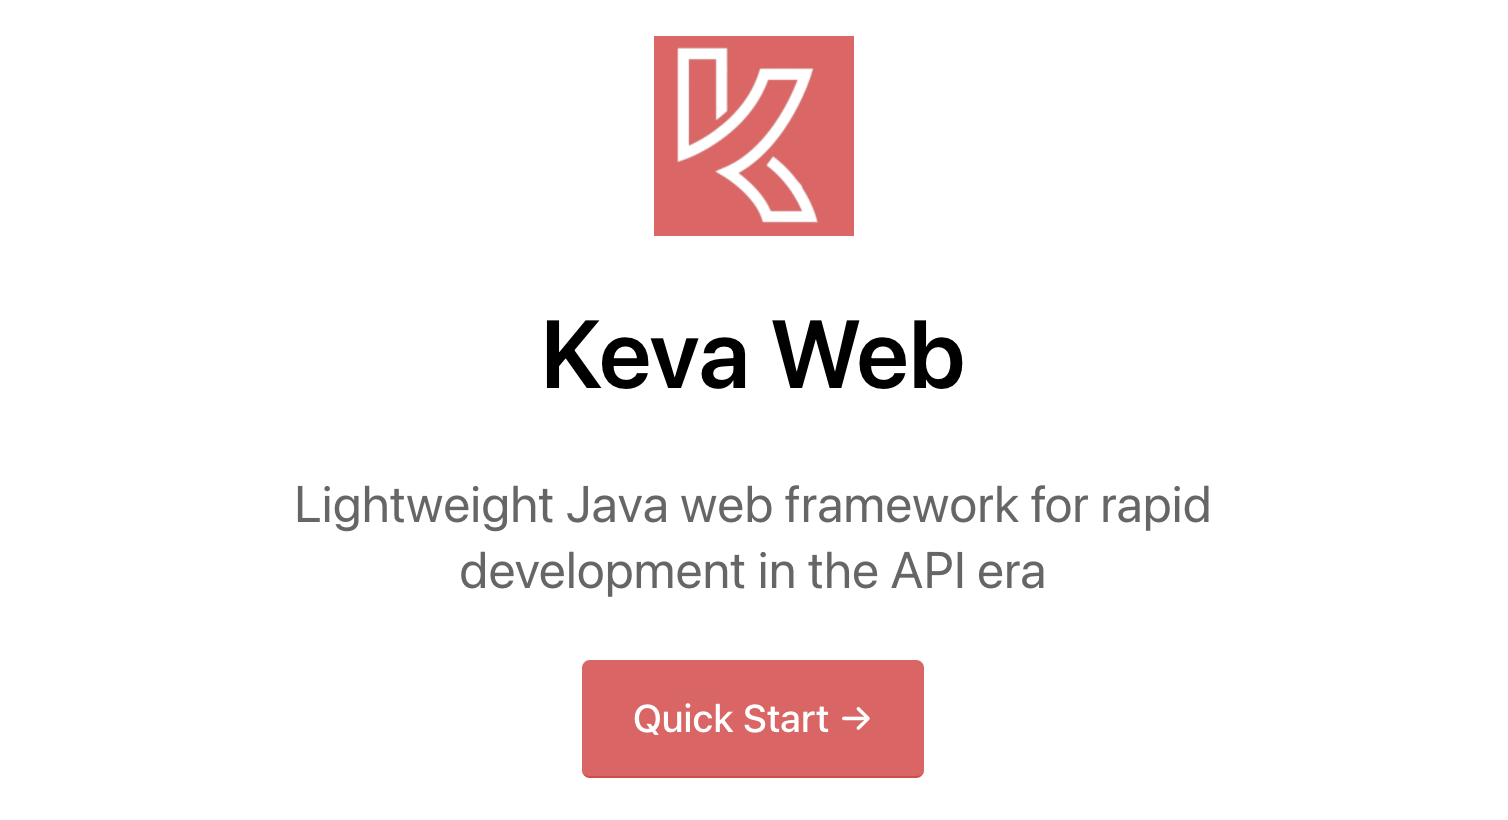 Keva Web
Lightweight Java web framework for rapid
development in the API era
Quick Start →